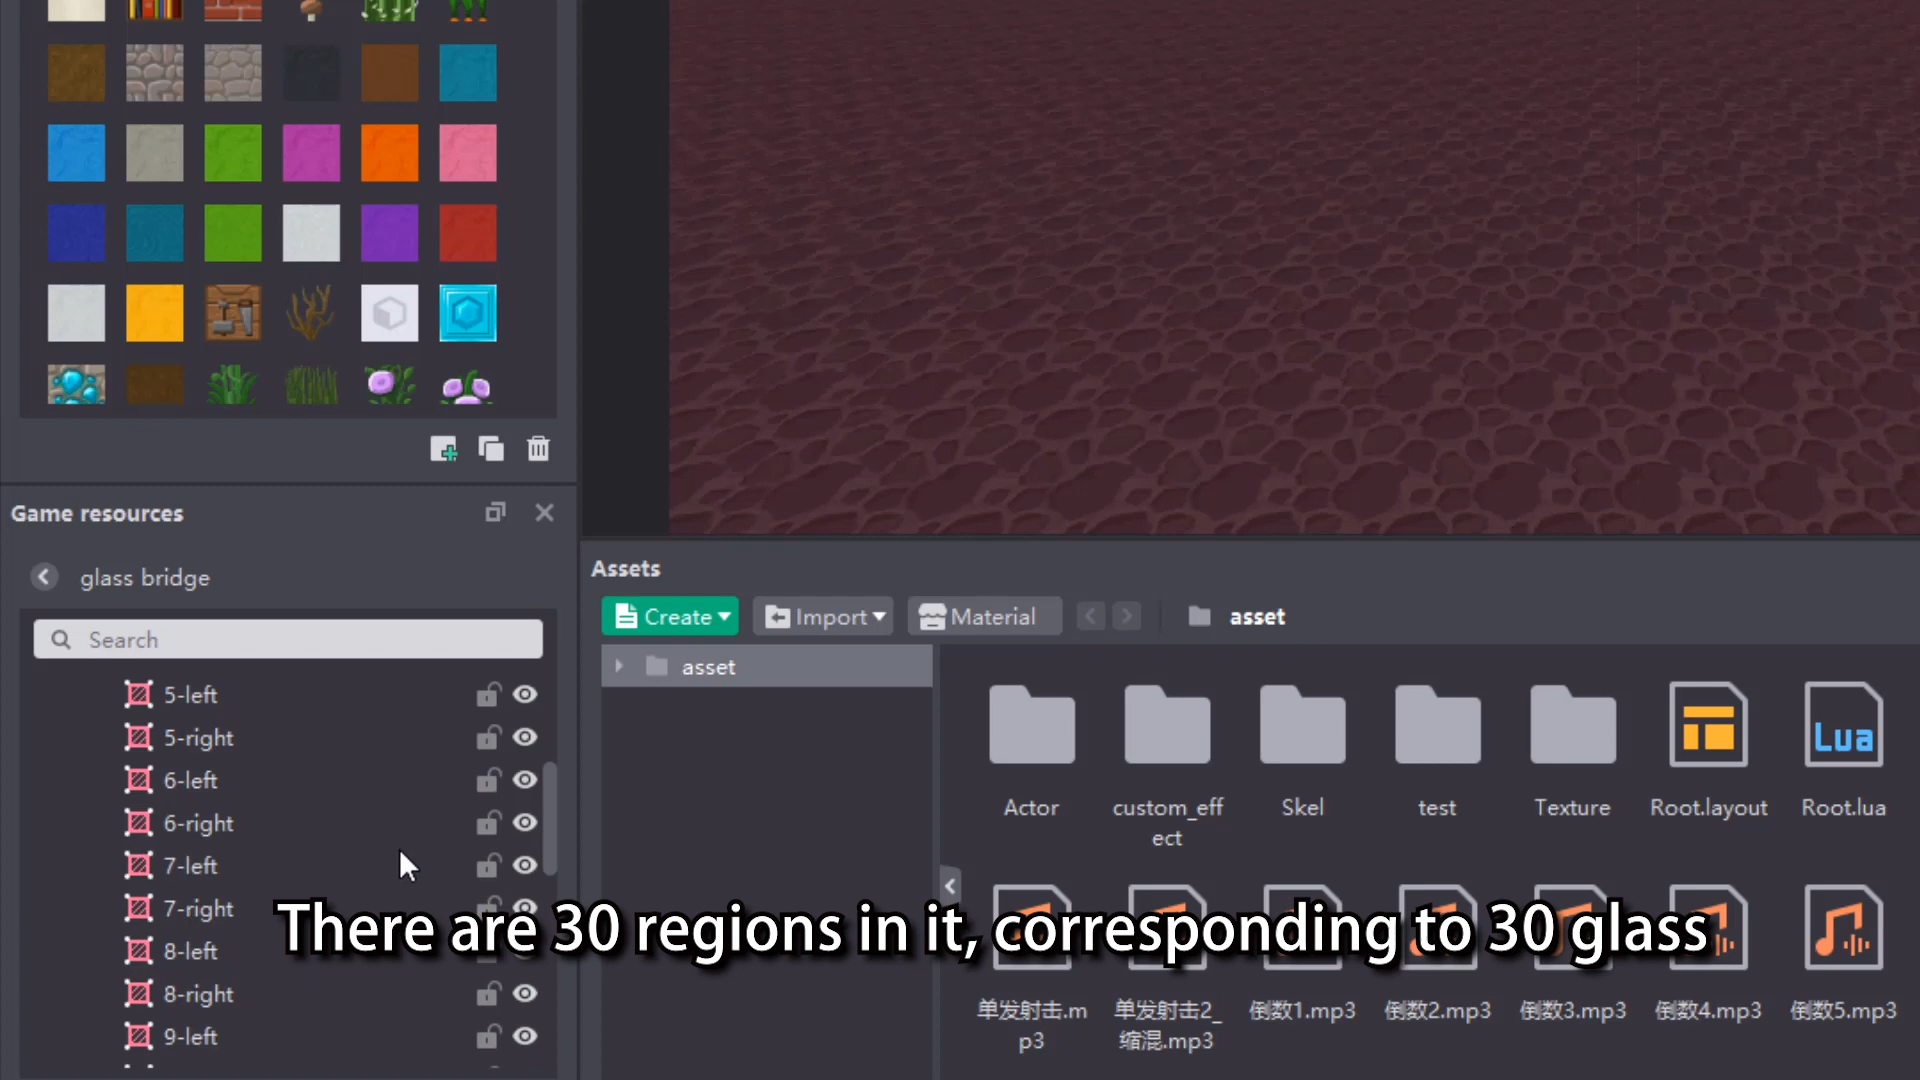 Game resources
glass bridge
Search
5-left
5-right
6-left
6-right
7-left
7-right
8-left
8-right
9-left
Assets
Create
Import
Material
asset
asset
Actor
custom_eff
ect
Skel
test
Texture
Root.layout
Lua
Root.lua
There are 30 regions in it, corresponding to 30 glass
单发射击.m
p3
单发射击2_
缩混.mp3
倒数1.mp3
倒数2.mp3
倒数3.mp3
倒数4.mp3
倒数5.mp3